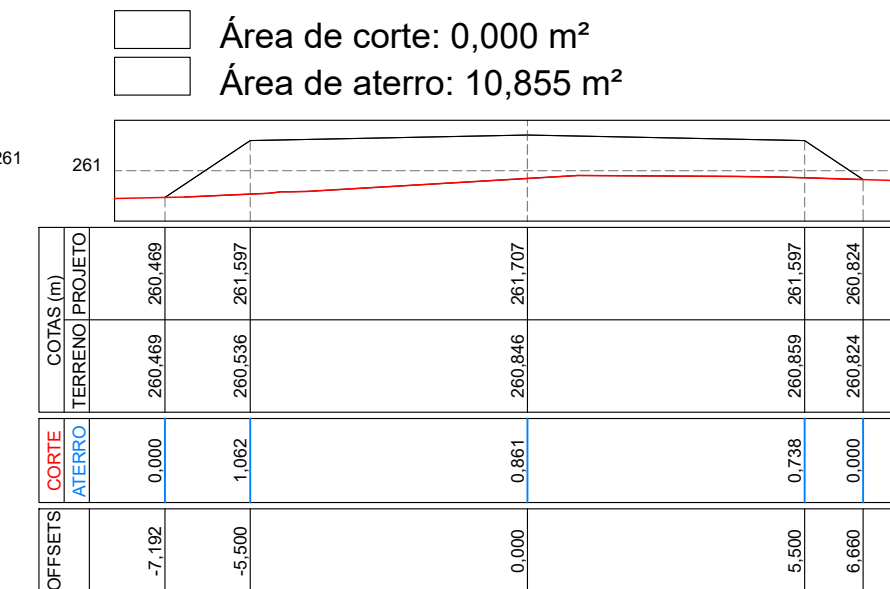 Área de corte: 0,000 m²
Área de aterro: 10,855 m²
261
261
COTAS (m)
PROJETO
260,469
261,597
261,707
261,597
260,824
TERRENO
260,469
260,536
260,846
260,859
260,824
CORTE
ATERRO
0,000
1,062
0,861
0,738
0,000
OFFSETS
-7,192
-5,500
0,000
5,500
6,660